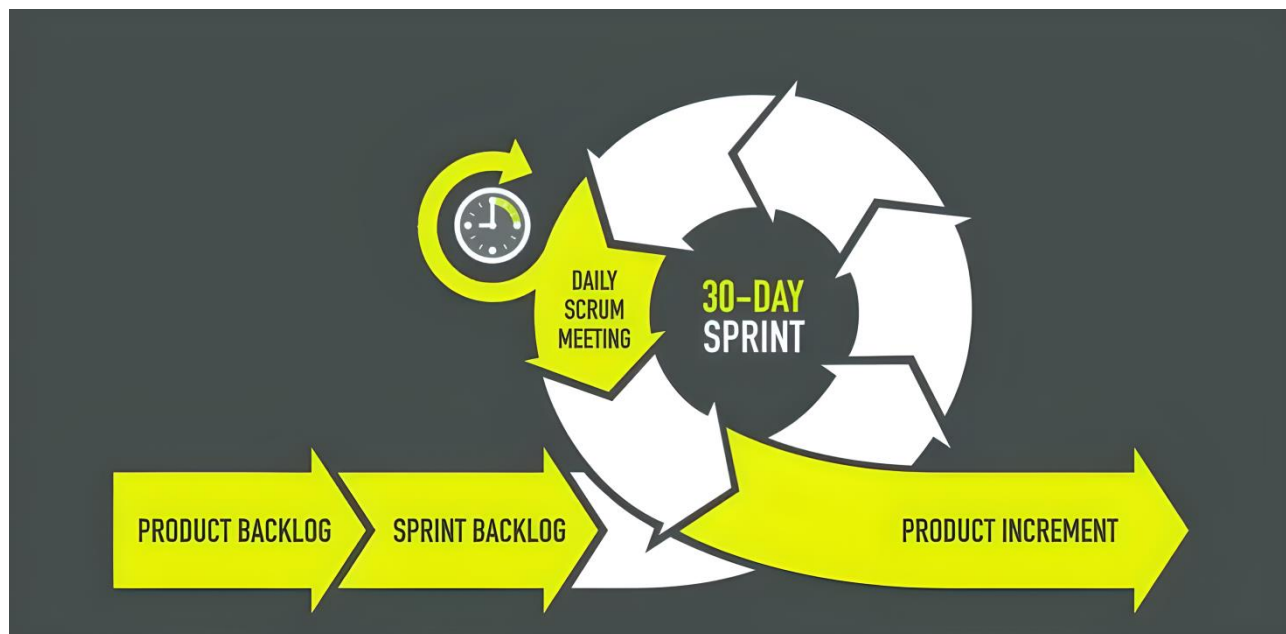 DAILY
SCRUM
MEETING
30-DAY
SPRINT
PRODUCT BACKLOG
SPRINT BACKLOG
PRODUCT INCREMENT